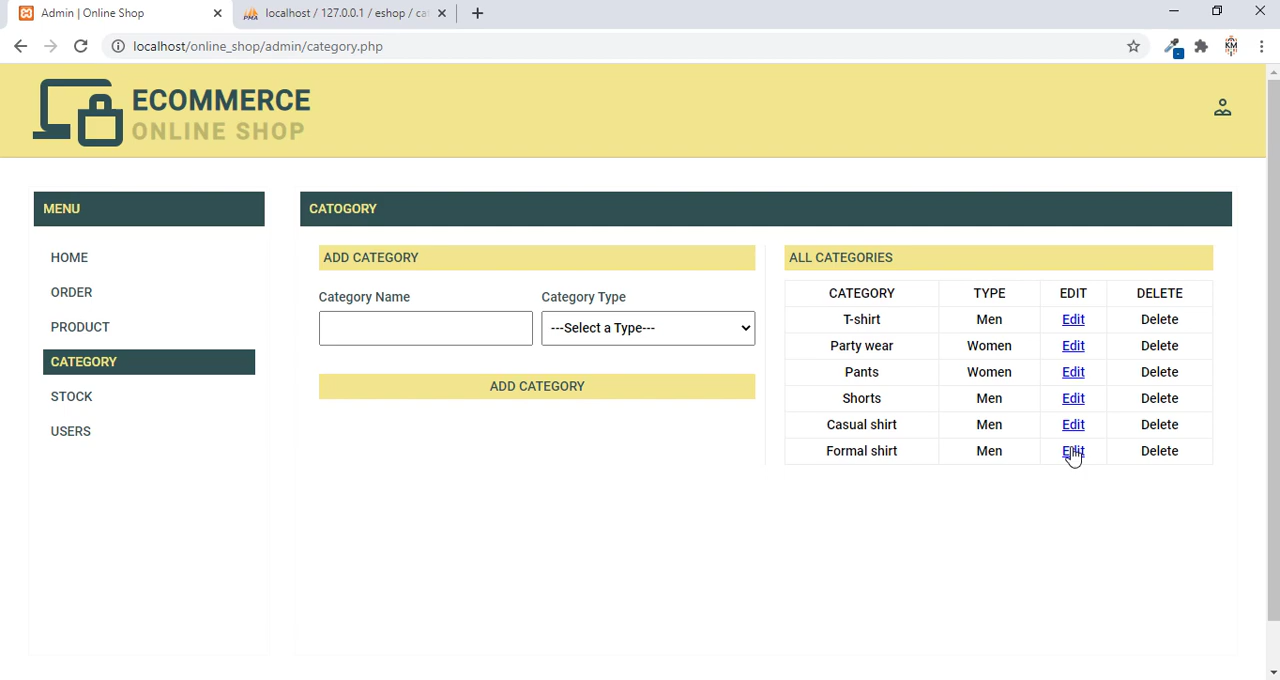 Admin | Online Shop
localhost / 127.0.0.1 / eshop / ca
localhost/online_shop/admin/category.php
KM
ECOMMERCE
ONLINE SHOP
MENU
HOME
ORDER
PRODUCT
CATEGORY
STOCK
USERS
CATOGORY
ADD CATEGORY
Category Name Category Type
---Select a Type---
ADD CATEGORY
ALL CATEGORIES
CATEGORY TYPE EDIT DELETE
T-shirt Men Edit Delete
Party wear Women Edit Delete
Pants Women Edit Delete
Shorts Men Edit Delete
Casual shirt Men Edit Delete
Formal shirt Men Edit Delete